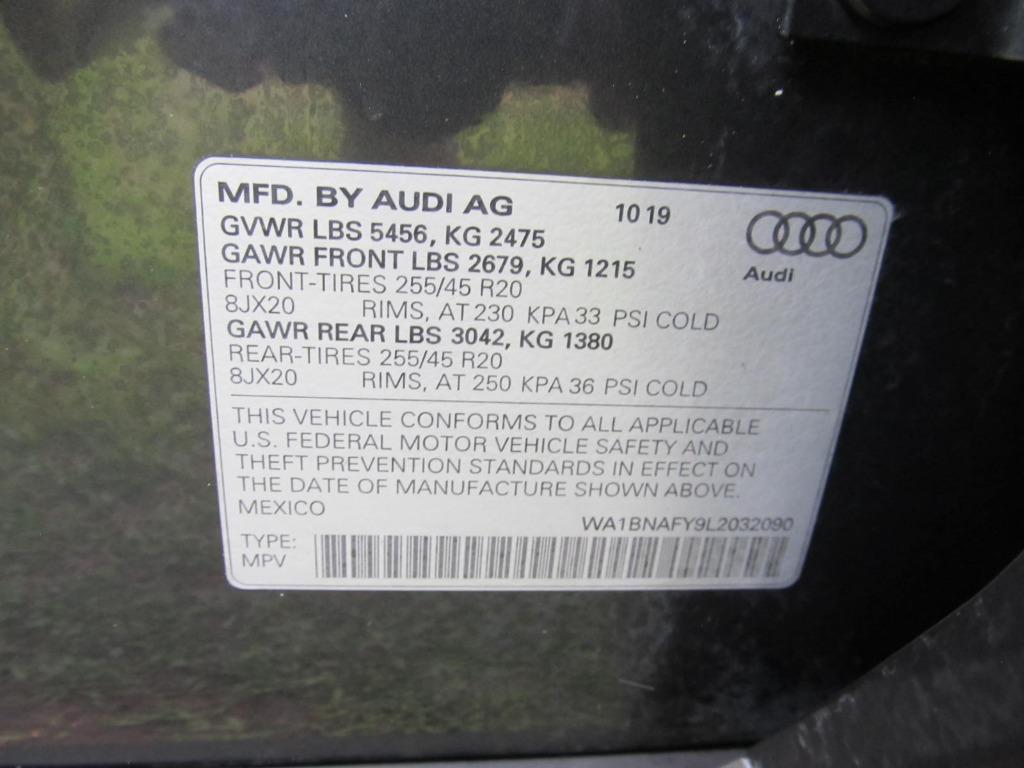 MFD. BY AUDI AG 10 19
GVWR LBS 5456, KG 2475
GAWR FRONT LBS 2679, KG 1215
Audi
FRONT-TIRES 255/45 R20
8JX20 RIMS, AT 230 KPA 33 PSI COLD
GAWR REAR LBS 3042, KG 1380
REAR-TIRES 255/45 R20
8JX20 RIMS, AT 250 KPA 36 PSI COLD
THIS VEHICLE CONFORMS TO ALL APPLICABLE
U.S. FEDERAL MOTOR VEHICLE SAFETY AND
THEFT PREVENTION STANDARDS IN EFFECT ON
THE DATE OF MANUFACTURE SHOWN ABOVE.
MEXICO
WA1BNAFY9L2032090
TYPE:
MPV